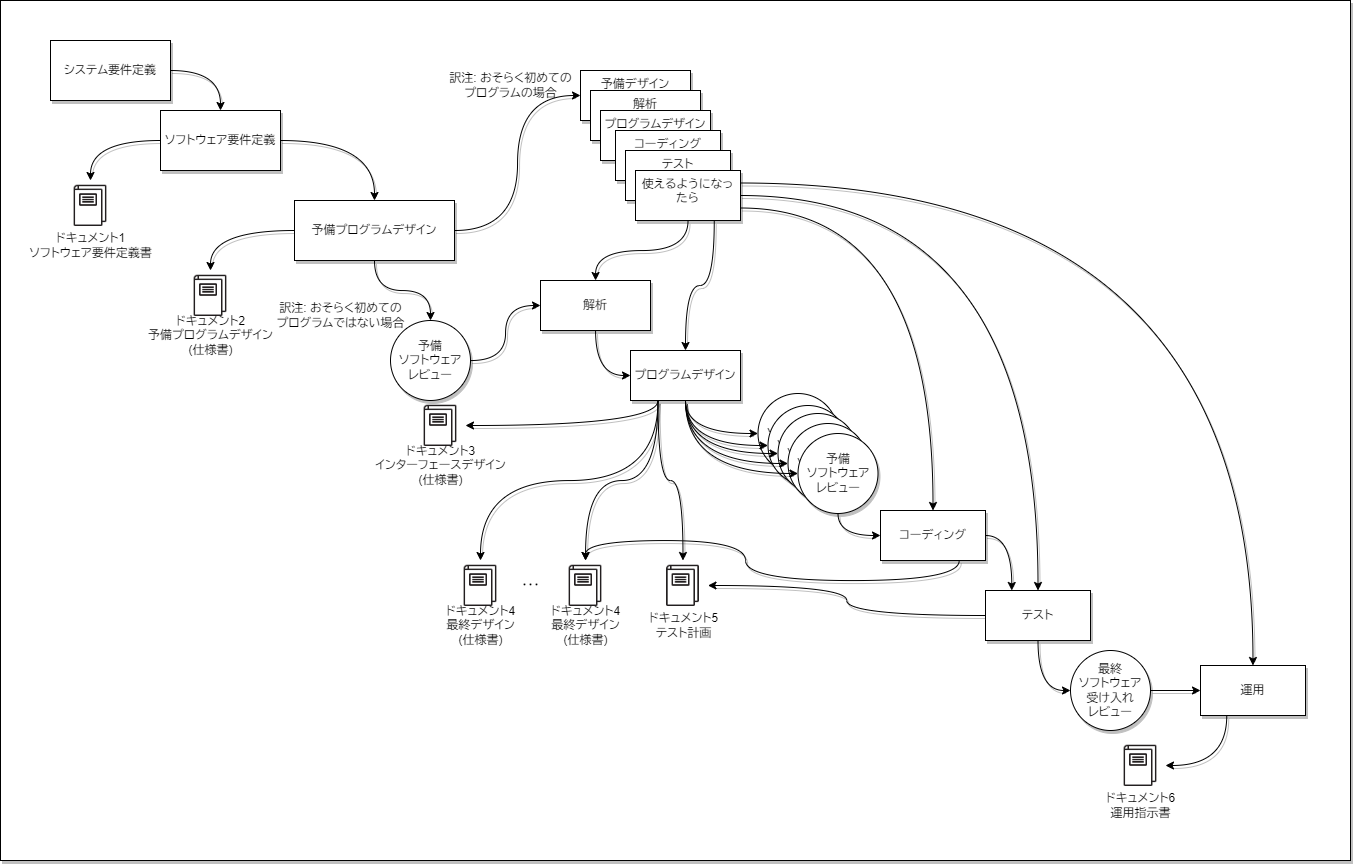 システム要件定義
ソフトウェア要件定義
ドキュメント1
ソフトウェア要件定義書
予備プログラムデザイン
ドキュメント2
予備プログラムデザイン
(仕様書)
訳注: おそらく初めての
プログラムの場合
予備デザイン
解析
プログラムデザイン
コーディング
テスト
使えるようになっ
たら
訳注: おそらく初めての
プログラムではない場合
予備
ソフトウェア
レビュー
解析
プログラムデザイン
ドキュメント3
インターフェースデザイン
(仕様書)
予備
ソフトウェア
レビュー
コーディング
ドキュメント4
最終デザイン
(仕様書)
...
ドキュメント4
最終デザイン
(仕様書)
ドキュメント5
テスト計画
テスト
最終
ソフトウェア
受け入れ
レビュー
運用
ドキュメント6
運用指示書